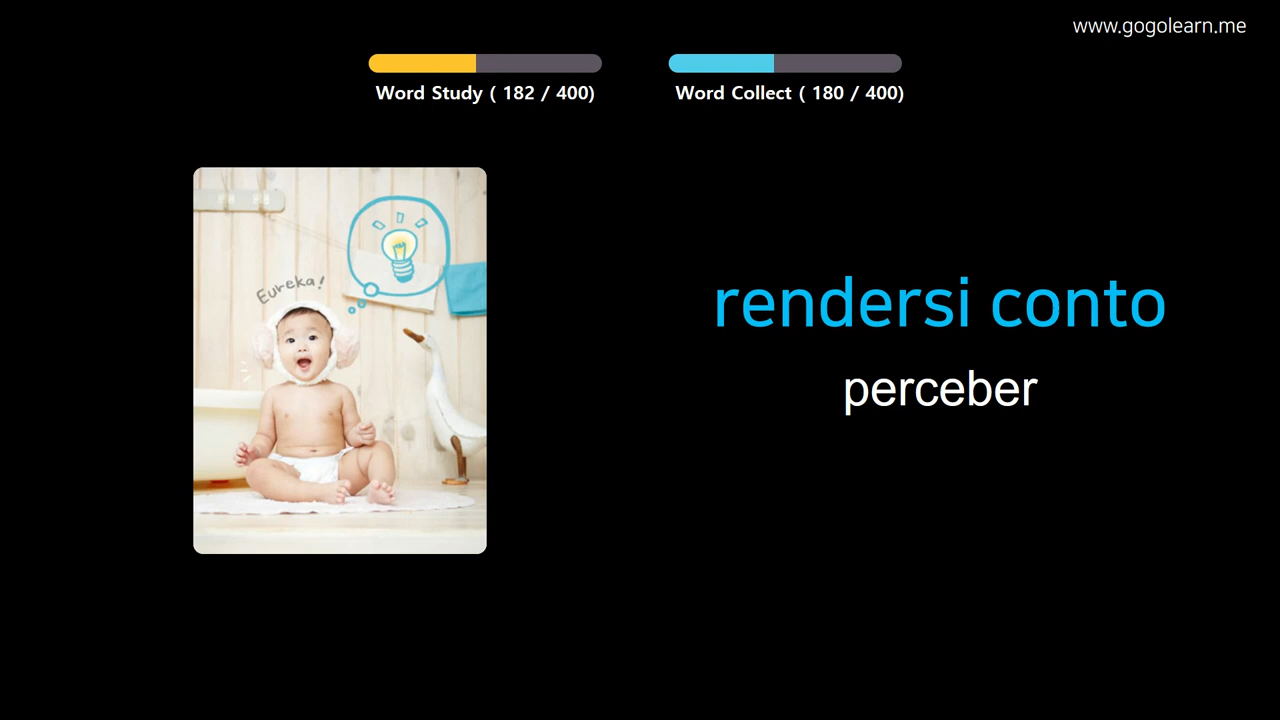 www.gogolearn.me
Word Study ( 182 / 400)
Word Collect ( 180 / 400)
Eureka!
rendersi conto
perceber